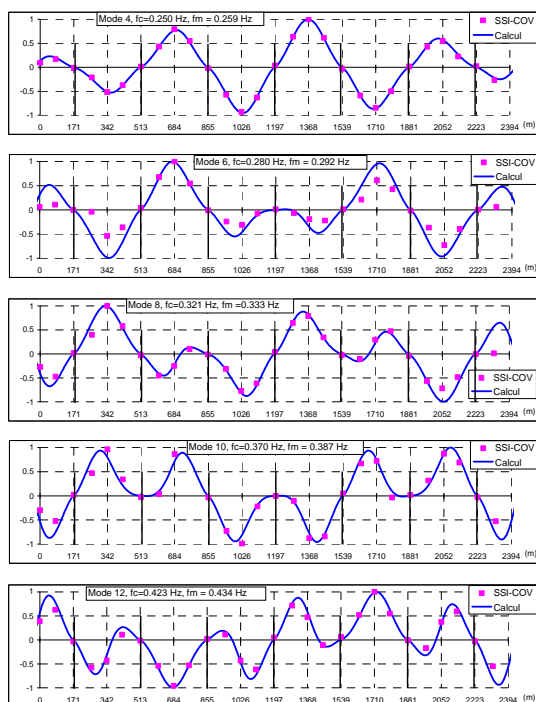 Mode 4, fc=0.250 Hz, fm = 0.259 Hz
SSI-COV
Calcul
1
0.5
0
-0.5
-1
0 171 342 513 684 855 1026 1197 1368 1539 1710 1881 2052 2223 2394 (m)
Mode 6, fc=0.280 Hz, fm = 0.292 Hz
SSI-COV
Calcul
1
0.5
0
-0.5
-1
0 171 342 513 684 855 1026 1197 1368 1539 1710 1881 2052 2223 2394 (m)
Mode 8, fc=0.321 Hz, fm =0.333 Hz
1
0.5
0
-0.5
-1
SSI-COV
Calcul
0 171 342 513 684 855 1026 1197 1368 1539 1710 1881 2052 2223 2394 (m)
Mode 10, fc=0.370 Hz, fm = 0.387 Hz
SSI-COV
Calcul
1
0.5
0
-0.5
-1
0 171 342 513 684 855 1026 1197 1368 1539 1710 1881 2052 2223 2394 (m)
Mode 12, fc=0.423 Hz, fm = 0.434 Hz
SSI-COV
Calcul
1
0.5
0
-0.5
-1
0 171 342 513 684 855 1026 1197 1368 1539 1710 1881 2052 2223 2394 (m)